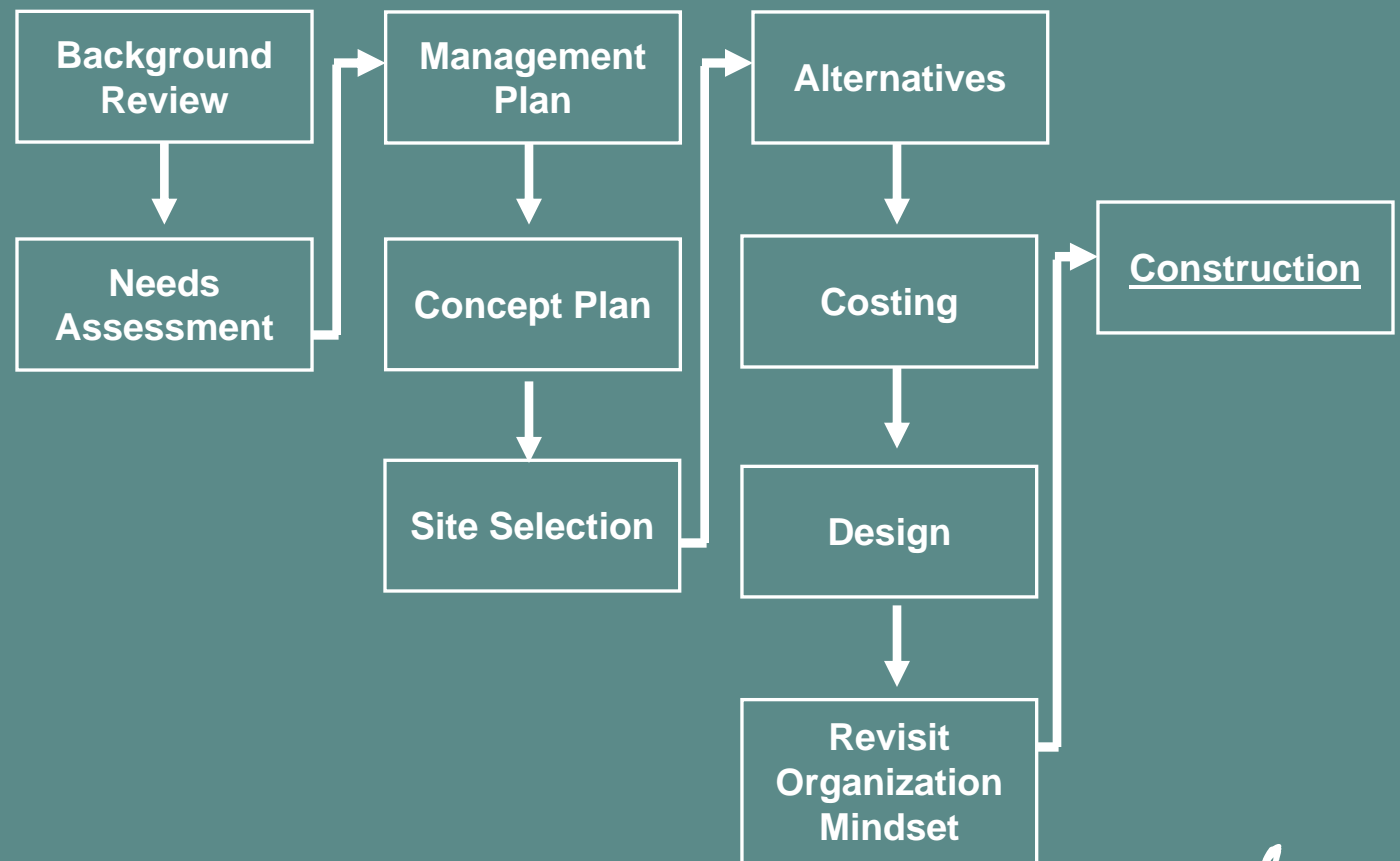 Background
Review
Needs
Assessment
Management
Plan
Concept Plan
Site Selection
Alternatives
Costing
Design
Revisit
Organization
Mindset
Construction